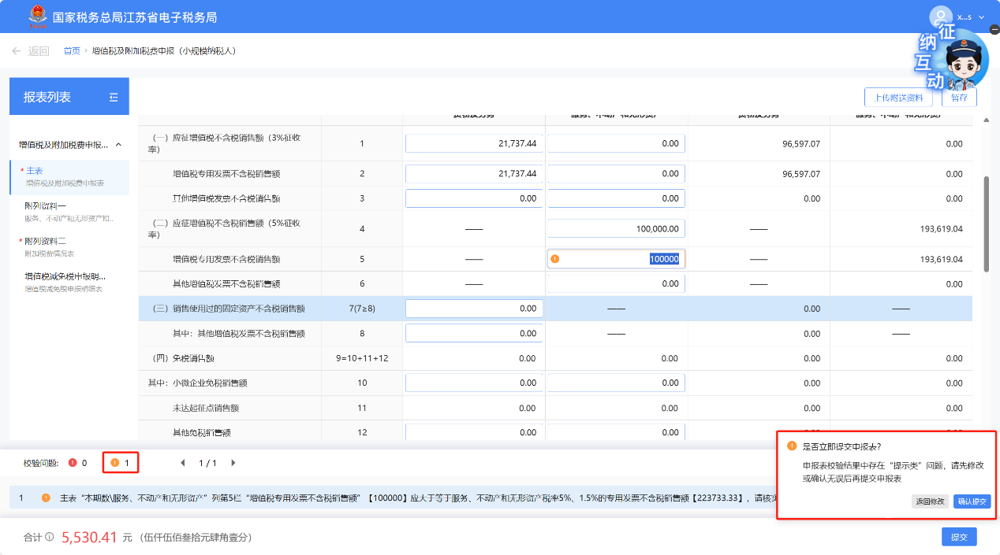 国家税务总局江苏省电子税务局
x...s
征纳互动
返回 首页 增值税及附加税费申报（小规模纳税人）
报表列表
上传附送资料 暂存
增值税及附加税费申报...
* 主表
增值税及附加税费申报表
附列资料一
服务、不动产和无形资产扣..
* 附列资料二
附加税费情况表
增值税减免税申报明...
增值税减免税申报明细表
货物及劳务 服务、不动产和无形资产 货物及劳务 服务、不动产和无形资产
（一）应征增值税不含税销售额（3%征收率） 1 21,737.44 0.00 96,597.07 0.00
增值税专用发票不含税销售额 2 21,737.44 0.00 96,597.07 0.00
其他增值税发票不含税销售额 3 0.00 0.00 0.00 0.00
（二）应征增值税不含税销售额（5%征收率） 4 —— 100,000.00 —— 193,619.04
增值税专用发票不含税销售额 5 —— 100000 —— 193,619.04
其他增值税发票不含税销售额 6 —— 0.00 —— 0.00
（三）销售使用过的固定资产不含税销售额 7(7≥8) 0.00 —— 0.00 ——
其中：其他增值税发票不含税销售额 8 0.00 —— 0.00 ——
（四）免税销售额 9=10+11+12 0.00 0.00 0.00 0.00
其中：小微企业免税销售额 10 0.00 0.00 0.00 0.00
未达起征点销售额 11 0.00 0.00 0.00 0.00
其他免税销售额 12 0.00 0.00 0.00 0.00
校验问题: 0 1 1 / 1
1 主表“本期数\服务、不动产和无形资产”列第5栏“增值税专用发票不含税销售额”【100000】应大于等于服务、不动产和无形资产税率5%、1.5%的专用发票不含税销售额【223733.33】，请核实
是否立即提交申报表?
申报表校验结果中存在“提示类”问题，请先修改
或确认无误后再提交申报表
返回修改 确认提交
合计 5,530.41 元 （伍仟伍佰叁拾元肆角壹分）
提交